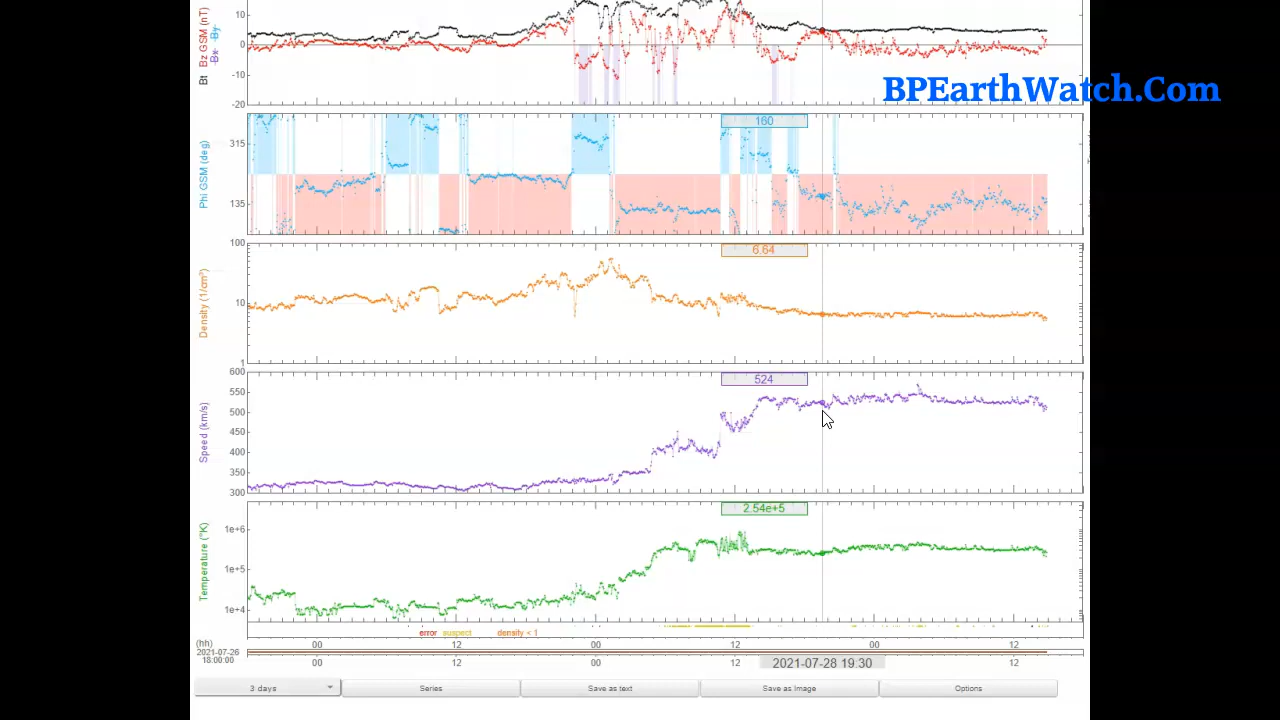 10
0
-10
-20
Bt Bz GSM (nT)
Bx By
BPEarthWatch.Com
160
315
135
Phi GSM (deg)
100
10
1
Density (1/cm³)
6.64
600
550
500
450
400
350
300
Speed (km/s)
524
2.54e+5
1e+6
1e+5
1e+4
Temperature (°K)
error suspect density < 1
(hh) 00 12 00 12 00 12
2021-07-26
18:00:00
00 12 00 12 2021-07-28 19:30 12
3 days Series Save as text Save as Image Options